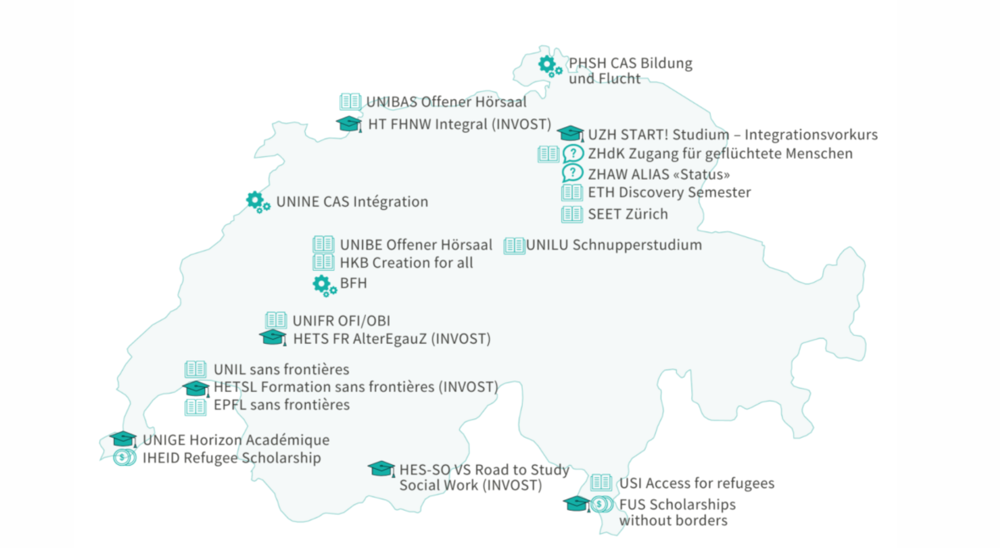 PHSH CAS Bildung
und Flucht
UNIBAS Offener Hörsaal
HT FHNW Integral (INVOST)
UZH START! Studium – Integrationsvorkurs
? ZHdK Zugang für geflüchtete Menschen
? ZHAW ALIAS «Status»
ETH Discovery Semester
SEET Zürich
UNINE CAS Intégration
UNIBE Offener Hörsaal
UNILU Schnupperstudium
HKB Creation for all
BFH
UNIFR OFI/OBI
HETS FR AlterEgauZ (INVOST)
UNIL sans frontières
HETSL Formation sans frontières (INVOST)
EPFL sans frontières
UNIGE Horizon Académique
$ IHEID Refugee Scholarship
HES-SO VS Road to Study
Social Work (INVOST)
USI Access for refugees
$ FUS Scholarships
without borders